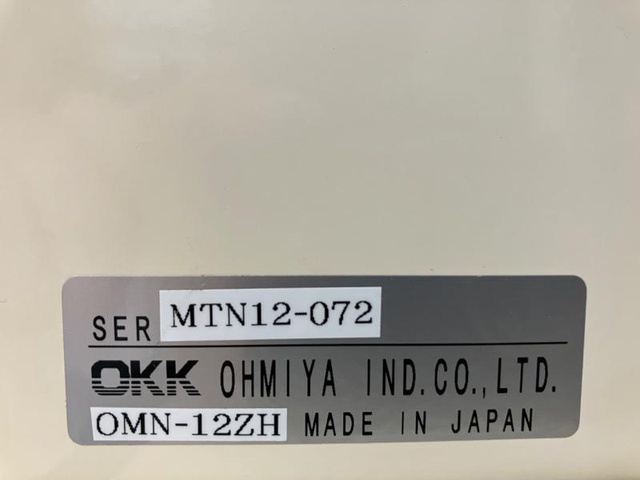 SER MTN12-072
OKK OHMIYA IND.CO.,LTD.
OMN-12ZH MADE IN JAPAN